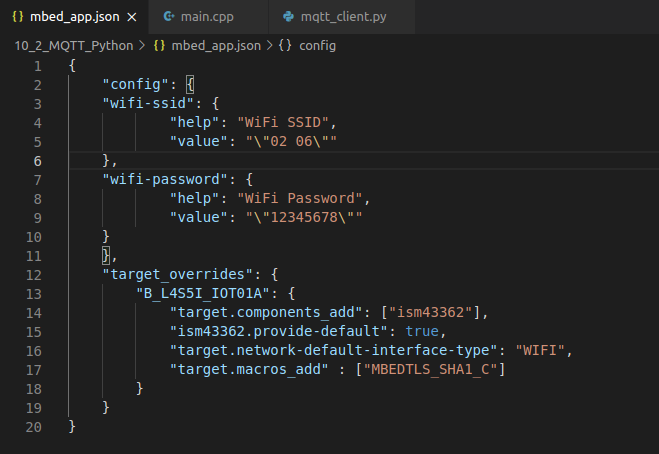 {} mbed_app.json × main.cpp mqtt_client.py
10_2_MQTT_Python > {} mbed_app.json > {} config
1 {
2 "config": {
3 "wifi-ssid": {
4 "help": "WiFi SSID",
5 "value": "\"02 06\""
6 },
7 "wifi-password": {
8 "help": "WiFi Password",
9 "value": "\"12345678\""
10 }
11 },
12 "target_overrides": {
13 "B_L4S5I_IOT01A": {
14 "target.components_add": ["ism43362"],
15 "ism43362.provide-default": true,
16 "target.network-default-interface-type": "WIFI",
17 "target.macros_add" : ["MBEDTLS_SHA1_C"]
18 }
19 }
20 }